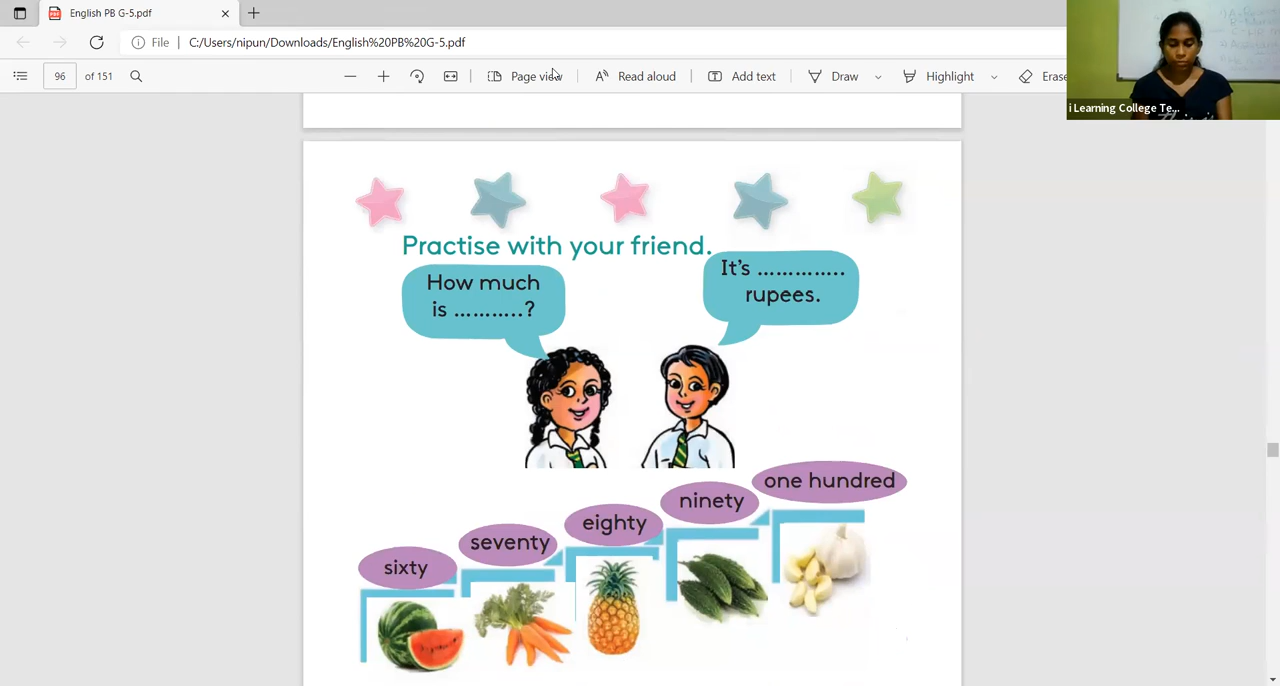 English PB G-5.pdf
File
C:/Users/nipun/Downloads/English%20PB%20G-5.pdf
96 of 151
Page view
Read aloud
Add text
Draw
Highlight
Erase
i Learning College Te...
Practise with your friend.
How much
is ………..?
It's …………..
rupees.
one hundred
ninety
eighty
seventy
sixty